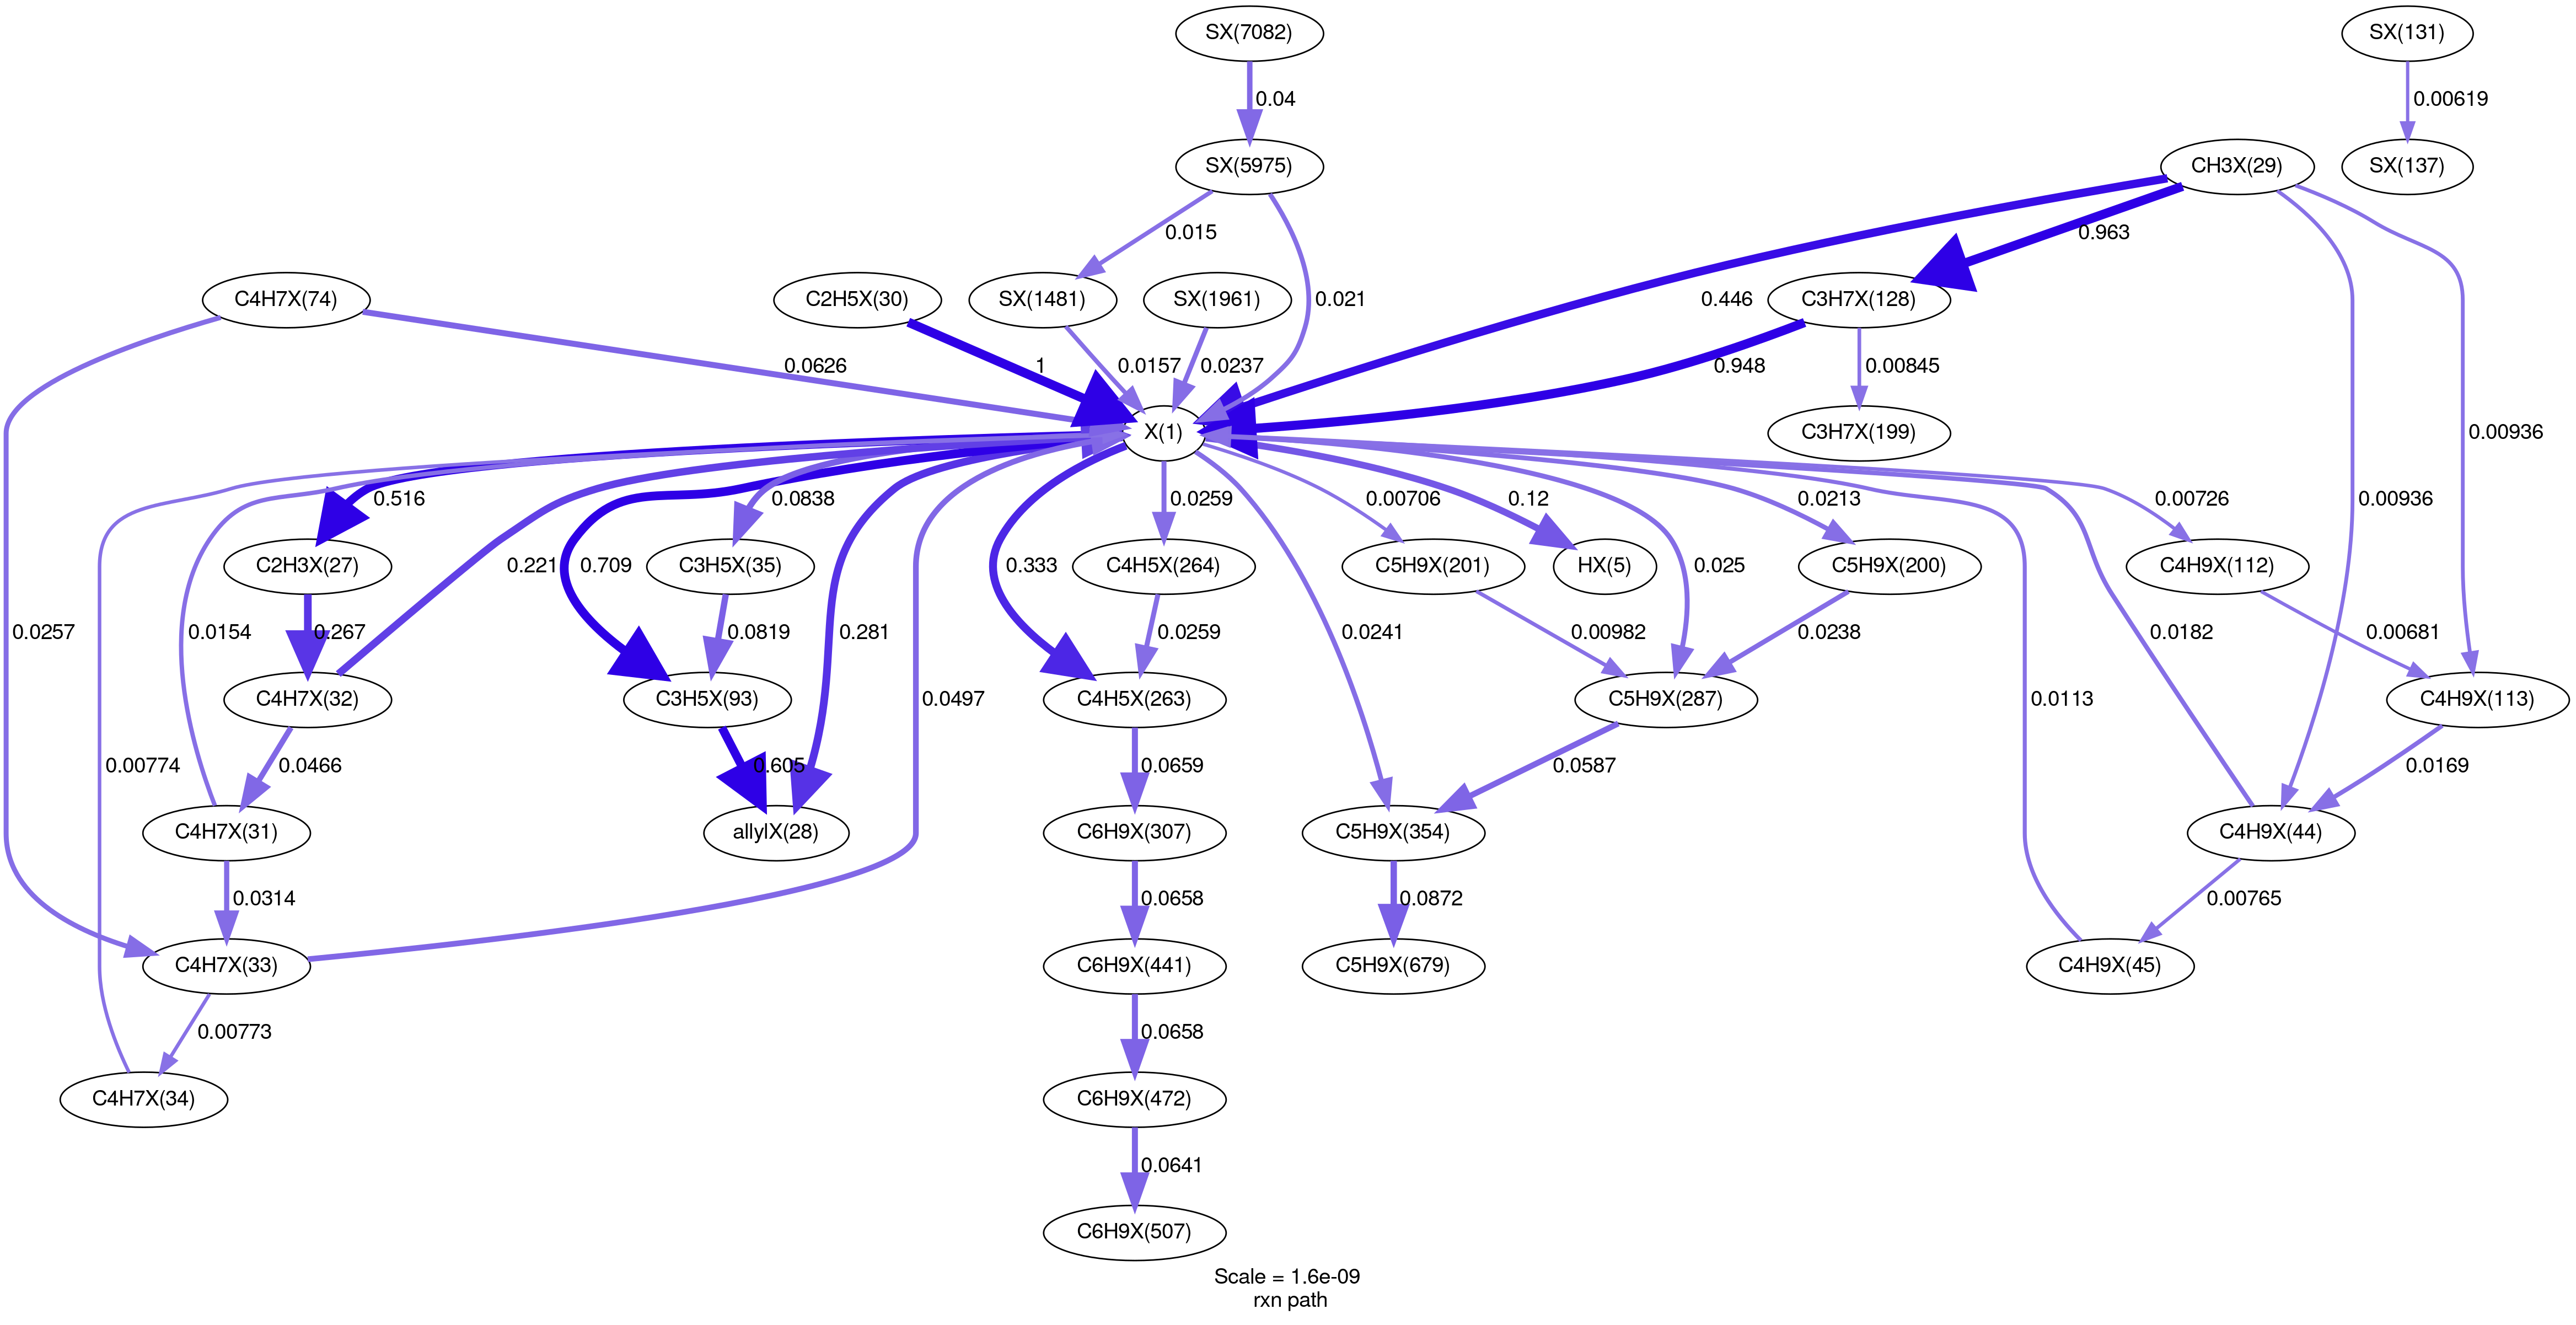 SX(7082)
SX(131)
0.04
0.00619
SX(5975)
CH3X(29)
SX(137)
0.015
0.963
C4H7X(74)
C2H5X(30)
SX(1481)
SX(1961)
0.021
0.446
C3H7X(128)
0.0626
1
0.0157
0.0237
0.948
0.00845
X(1)
C3H7X(199)
0.00936
0.516
0.0838
0.0259
0.00706
0.12
0.0213
0.00726
0.00936
C2H3X(27)
0.221
0.709
C3H5X(35)
0.333
C4H5X(264)
C5H9X(201)
HX(5)
0.025
C5H9X(200)
C4H9X(112)
0.0257
0.0154
0.267
0.0819
0.281
0.0259
0.0241
0.00982
0.0238
0.0182
0.00681
C4H7X(32)
C3H5X(93)
0.0497
C4H5X(263)
C5H9X(287)
0.0113
C4H9X(113)
0.00774
0.0466
0.605
0.0659
0.0587
0.0169
C4H7X(31)
allylX(28)
C6H9X(307)
C5H9X(354)
C4H9X(44)
0.0314
0.0658
0.0872
0.00765
C4H7X(33)
C6H9X(441)
C5H9X(679)
C4H9X(45)
0.00773
0.0658
C4H7X(34)
C6H9X(472)
0.0641
C6H9X(507)
Scale = 1.6e-09
rxn path